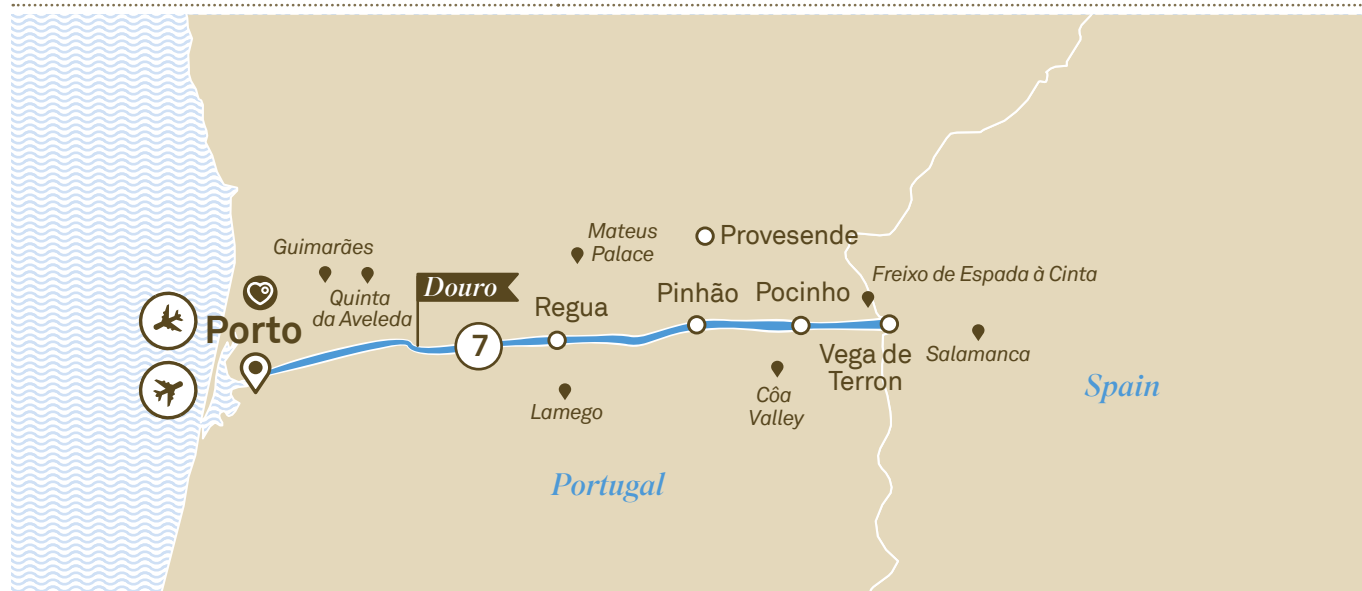 Provesende
Mateus
Palace
Guimarães
Freixo de Espada à Cinta
Quinta
da Aveleda
Douro
Regua
Pinhão
Pocinho
Porto
7
Vega de
Terron
Salamanca
Lamego
Côa
Valley
Spain
Portugal